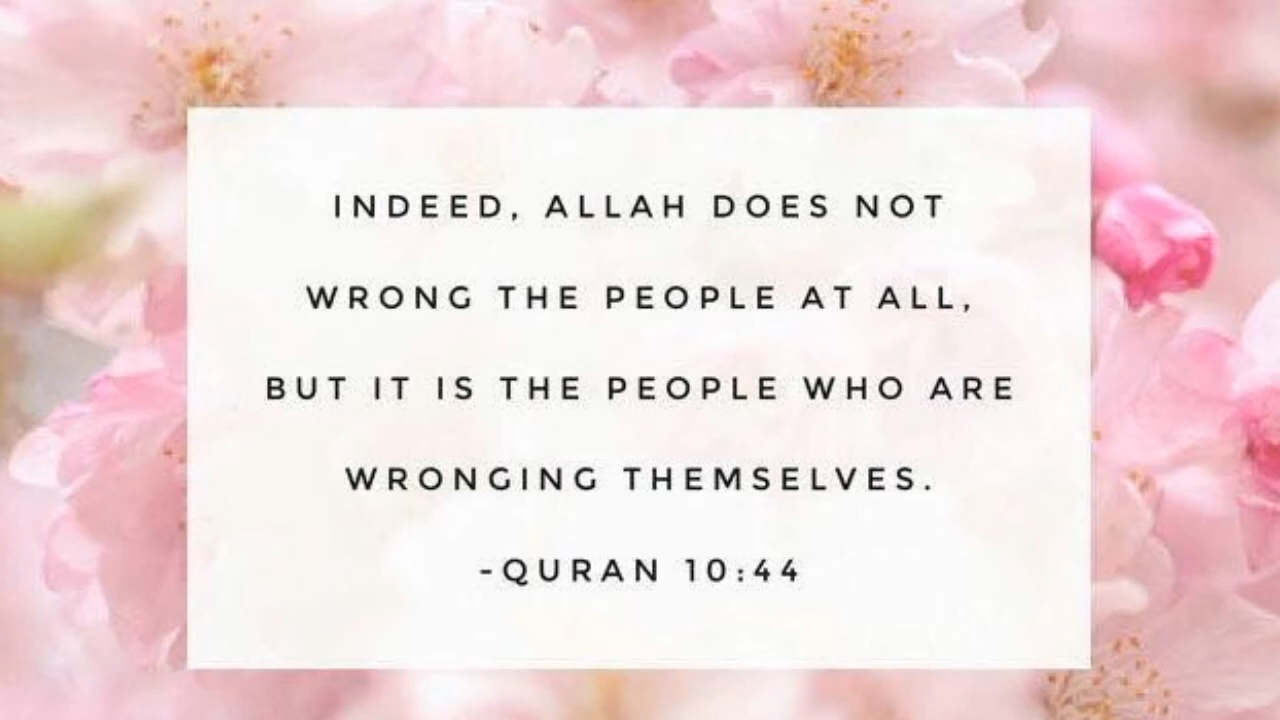 INDEED, ALLAH DOES NOT
WRONG THE PEOPLE AT ALL,
BUT IT IS THE PEOPLE WHO ARE
WRONGING THEMSELVES.
-QURAN 10:44